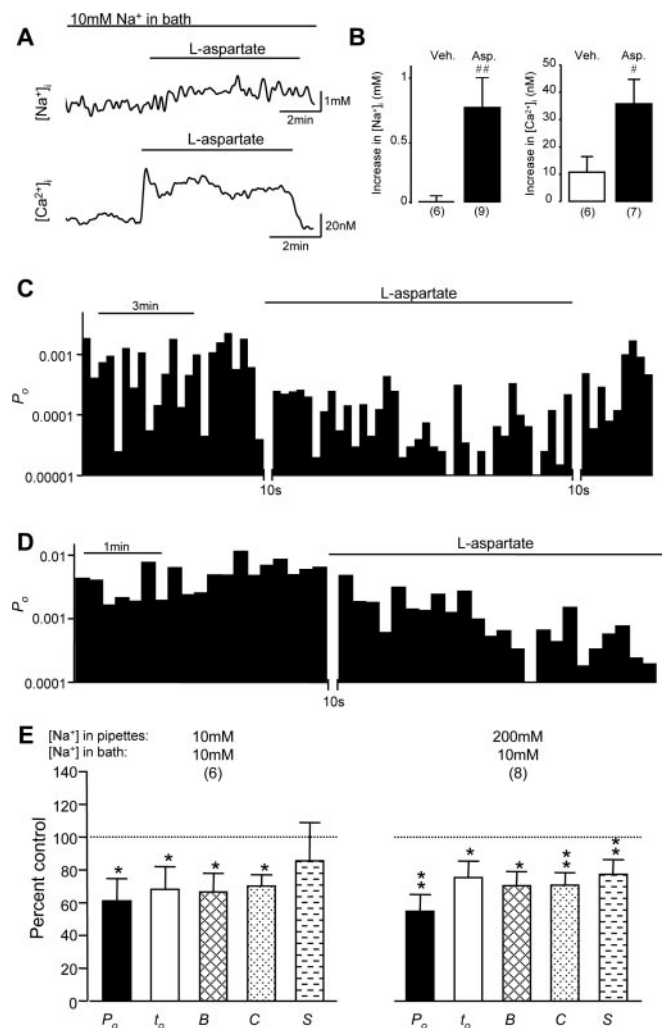 10mM Na⁺ in bath
A
L-aspartate
[Na⁺]i
1mM
2min
L-aspartate
[Ca²⁺]i
20nM
2min
B
Veh. Asp.
##
Increase in [Na⁺]i (mM)
1
0.5
0
(6) (9)
Veh. Asp.
#
Increase in [Ca²⁺]i (nM)
50
40
30
20
10
0
(6) (7)
C
L-aspartate
3min
Po
0.001
0.0001
0.00001
10s 10s
D
L-aspartate
1min
Po
0.01
0.001
0.0001
10s
E
[Na⁺] in pipettes: 10mM 200mM
[Na⁺] in bath: 10mM 10mM
(6) (8)
Percent control
140
120
100
80
60
40
20
0
* * * *
** * * ** **
Po to B C S
Po to B C S